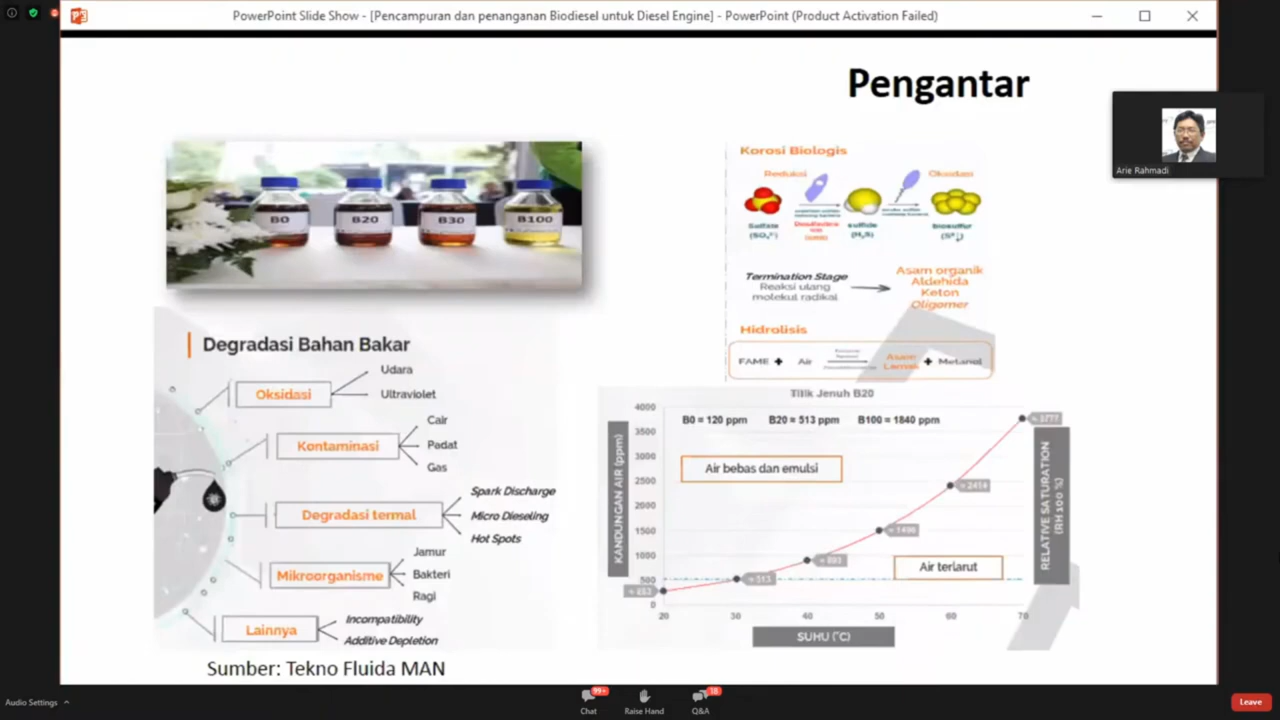 PowerPoint Slide Show - [Pencampuran dan penanganan Biodiesel untuk Diesel Engine] - PowerPoint (Product Activation Failed)
Pengantar
Arie Rahmadi
B0
B20
B30
B100
Korosi Biologis
Reduksi
Oksidasi
(H₂S)
Termination Stage
Reaksi ulang
molekul radikal
Asam organik
Aldehida
Keton
Oligomer
Hidrolisis
FAME + Air
Asam
Lemak
+ Metanol
Degradasi Bahan Bakar
Oksidasi
Udara
Ultraviolet
Kontaminasi
Cair
Padat
Gas
Degradasi termal
Spark Discharge
Micro Dieseling
Hot Spots
Mikroorganisme
Jamur
Bakteri
Ragi
Lainnya
Incompatibility
Additive Depletion
Sumber: Tekno Fluida MAN
Titik Jenuh B20
B0 = 120 ppm
B20 = 513 ppm
B100 = 1840 ppm
Air bebas dan emulsi
Air terlarut
KANDUNGAN AIR (ppm)
4000
3500
3000
2500
2000
1500
1000
500
0
20
30
40
50
60
70
≈ 513
≈ 2414
≈ 3777
SUHU (°C)
RELATIVE SATURATION
(RH 100 %)
Audio Settings
99+
Chat
Raise Hand
18
Q&A
Leave